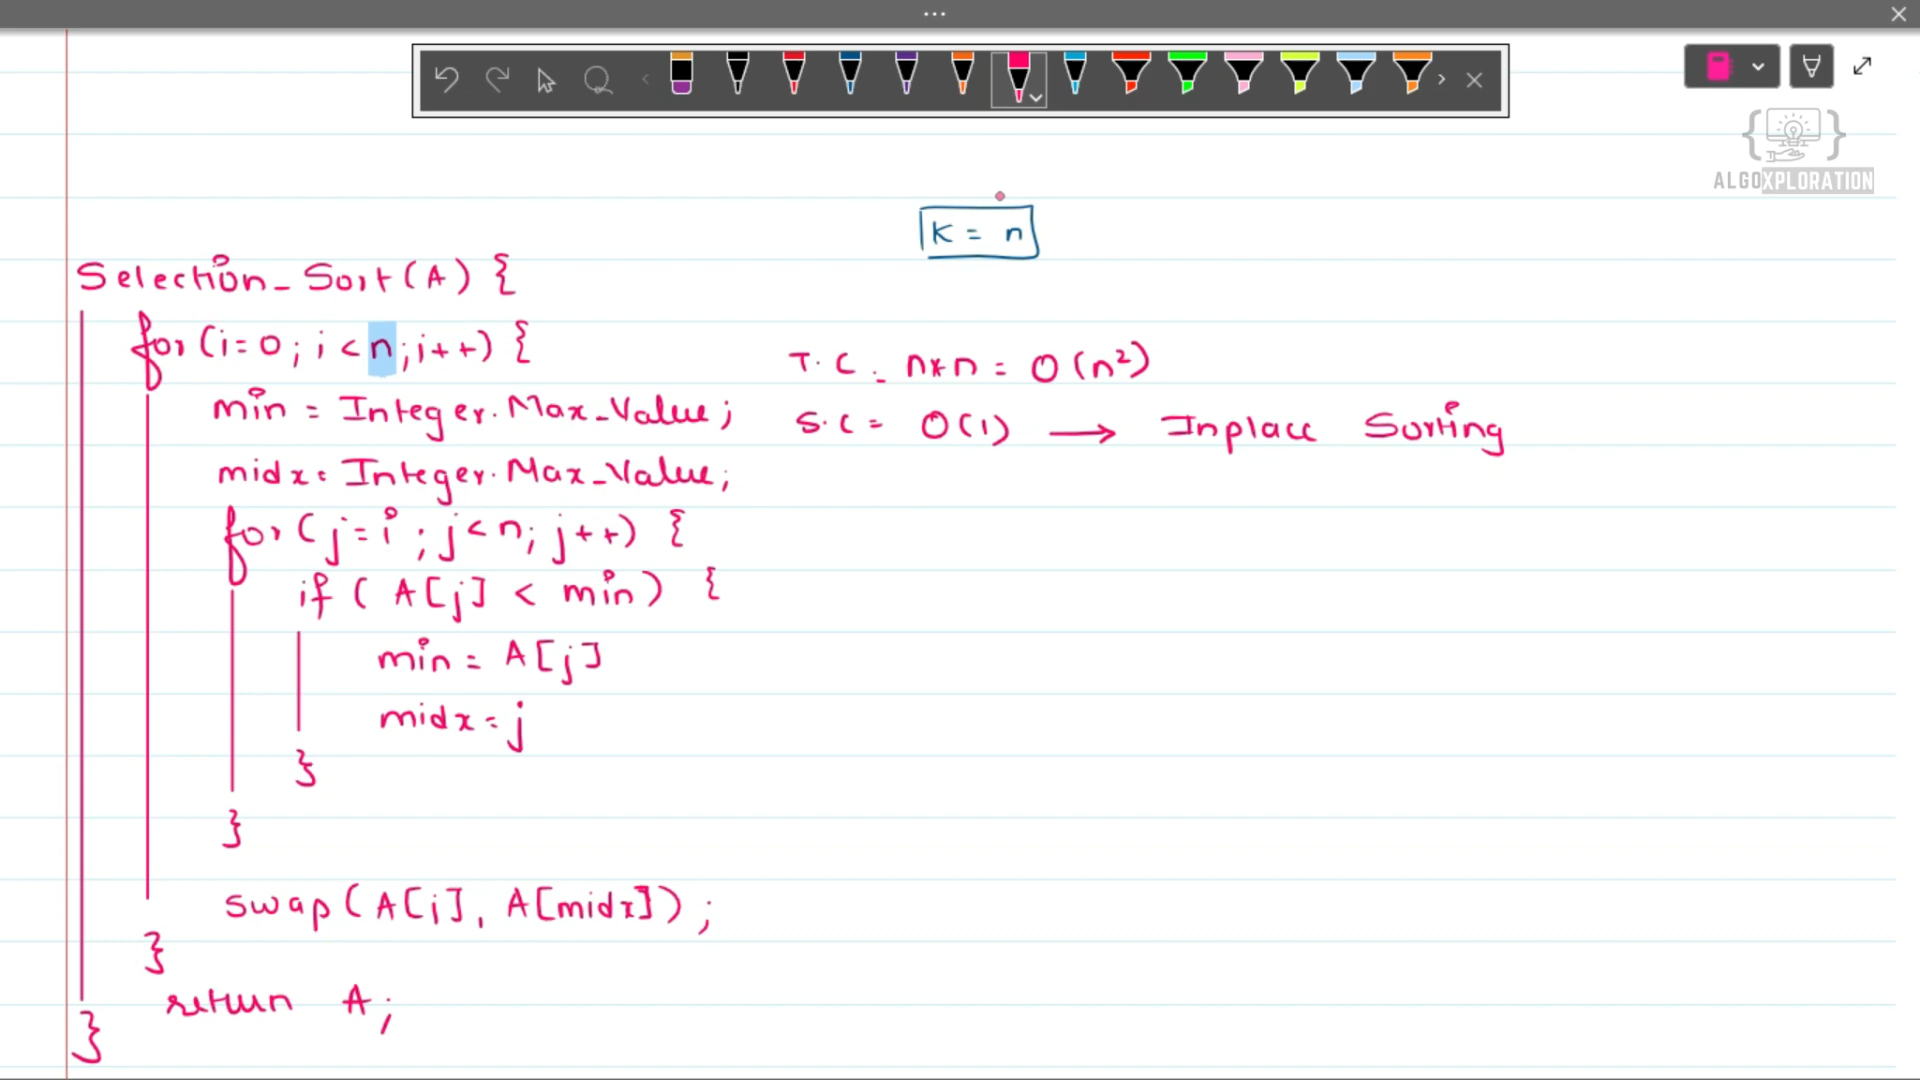 ALGOXPLORATION
K = n
Selection_Sort(A) {
for(i=0; i<n; i++) {
min = Integer.Max_Value;
midx = Integer.Max_Value;
for(j=i; j<n; j++) {
if (A[j] < min) {
min = A[j]
midx = j
}
}
swap(A[i], A[midx]);
}
return A;
}
T.C = n*n = O(n²)
S.C = O(1) → Inplace Sorting